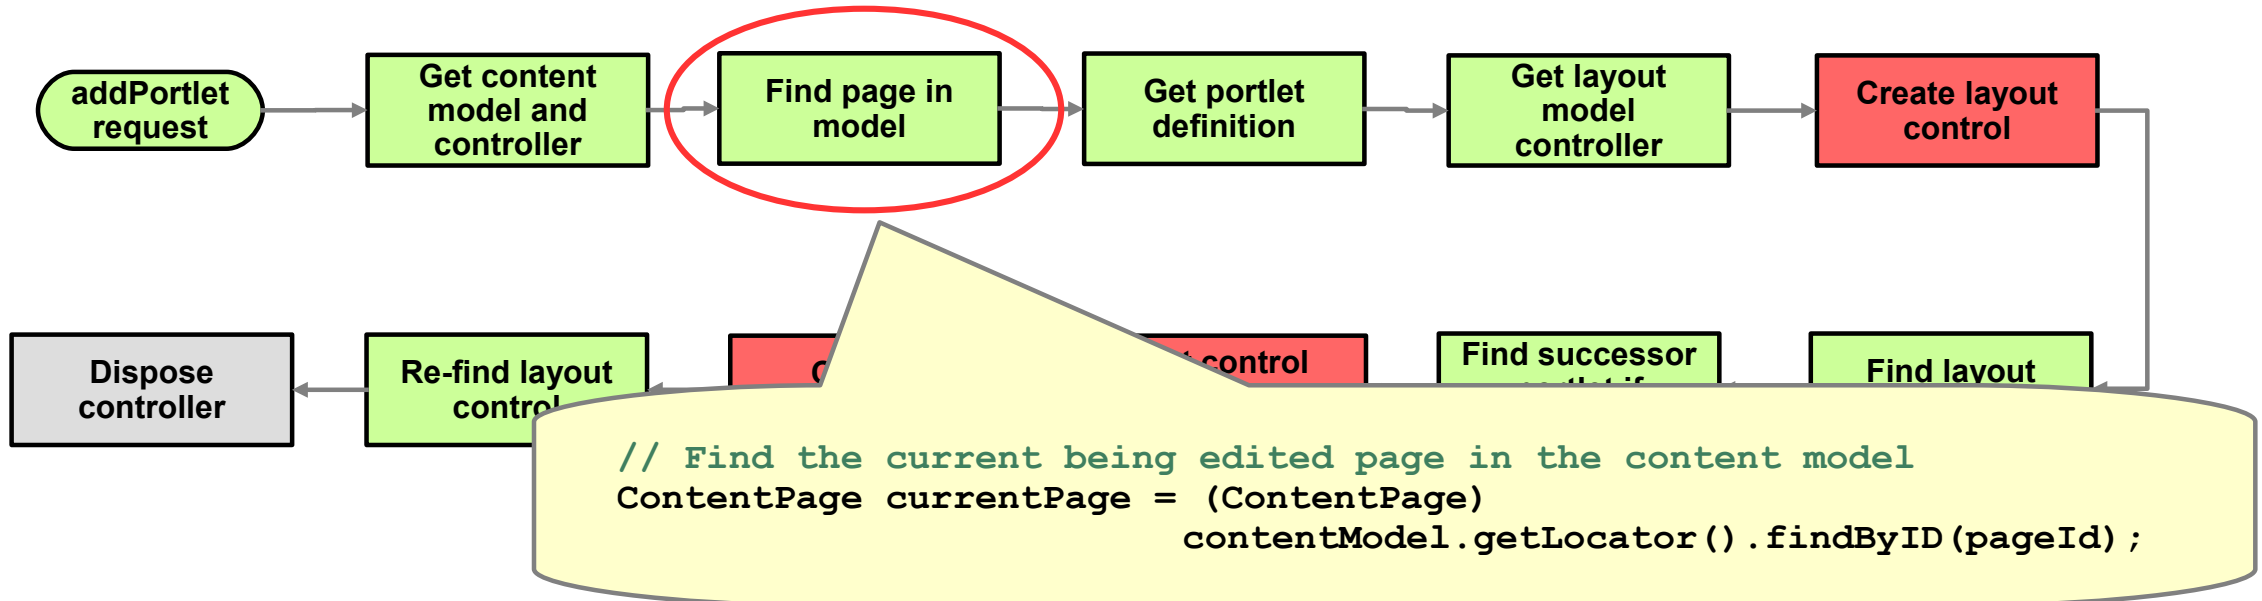 addPortlet
request
Get content
model and
controller
Find page in
model
Get portlet
definition
Get layout
model
controller
Create layout
control
Dispose
controller
Re-find layout
control
control
Find successor
Find layout
// Find the current being edited page in the content model
ContentPage currentPage = (ContentPage)
contentModel.getLocator().findByID(pageId);